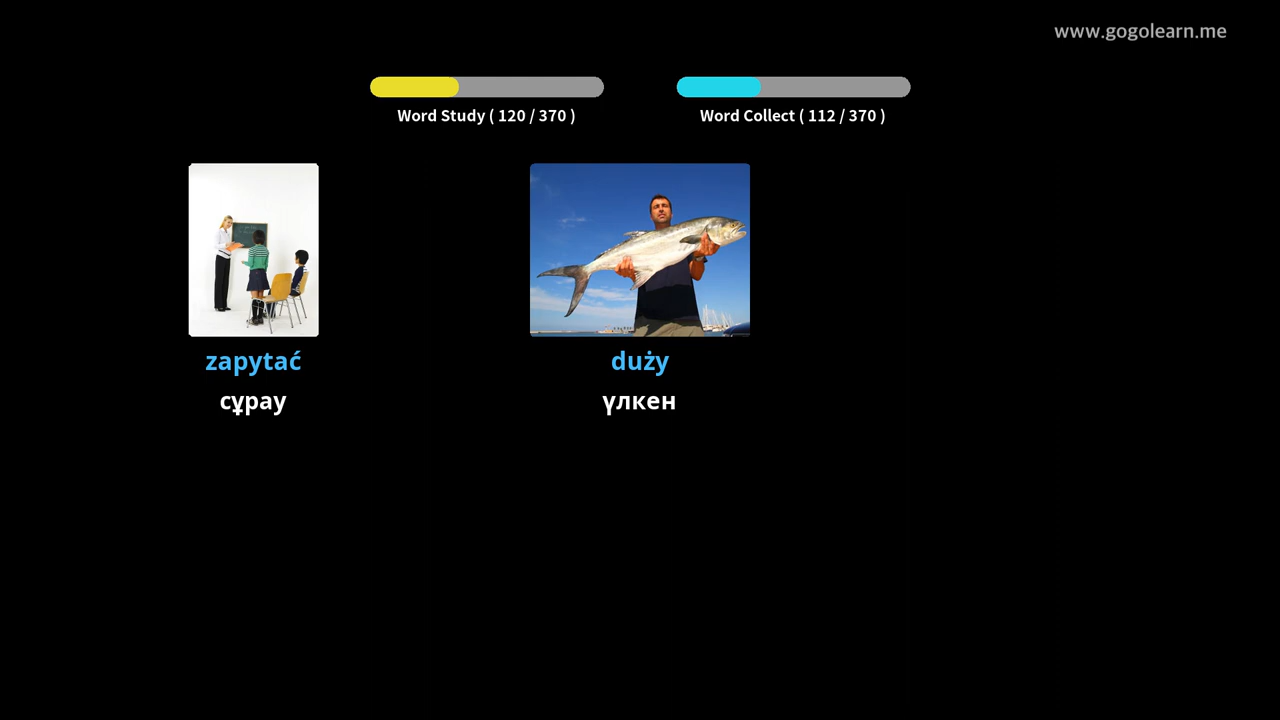 www.gogolearn.me
Word Study ( 120 / 370 )
Word Collect ( 112 / 370 )
zapytać
сұрау
duży
үлкен